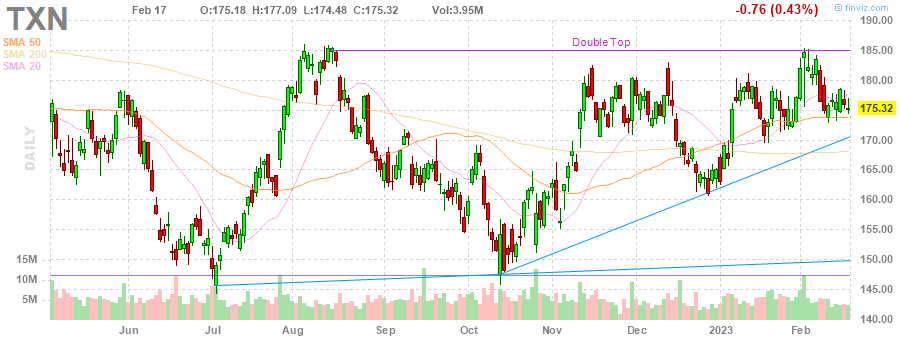 TXN
Feb 17
O:175.18 H:177.09 L:174.48 C:175.32 Vol:3.95M
-0.76 (0.43%)
© finviz.com
SMA 50
SMA 200
SMA 20
DAILY
Double Top
190.00
185.00
180.00
175.32
170.00
165.00
160.00
155.00
150.00
145.00
140.00
15M
10M
5M
Jun Jul Aug Sep Oct Nov Dec 2023 Feb